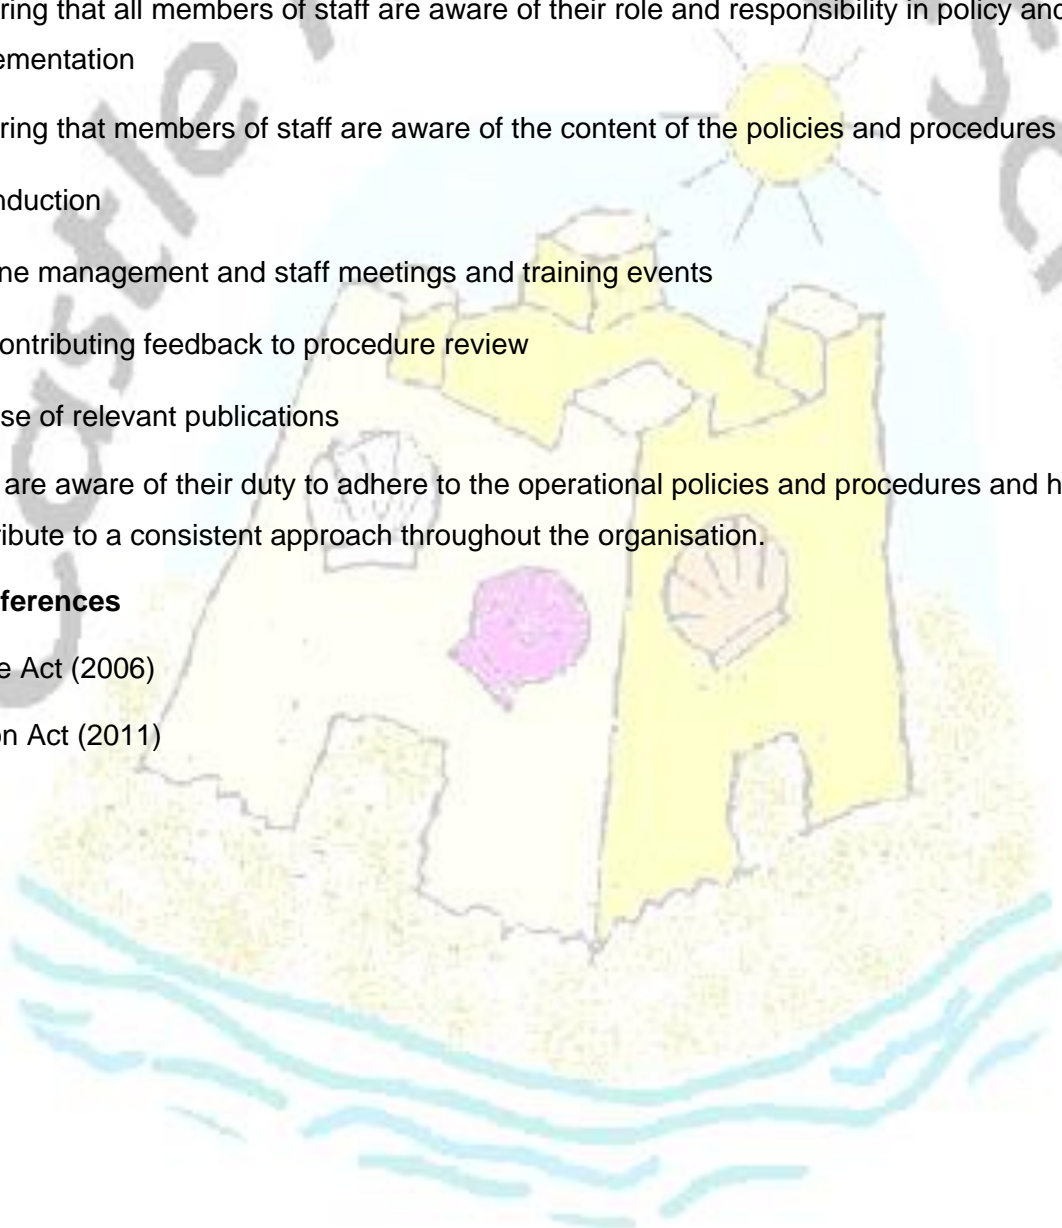 ring that all members of staff are aware of their role and responsibility in policy and
ementation
ring that members of staff are aware of the content of the policies and procedures
nduction
ne management and staff meetings and training events
ontributing feedback to procedure review
se of relevant publications
are aware of their duty to adhere to the operational policies and procedures and h
ribute to a consistent approach throughout the organisation.
ferences
e Act (2006)
on Act (2011)
Castle